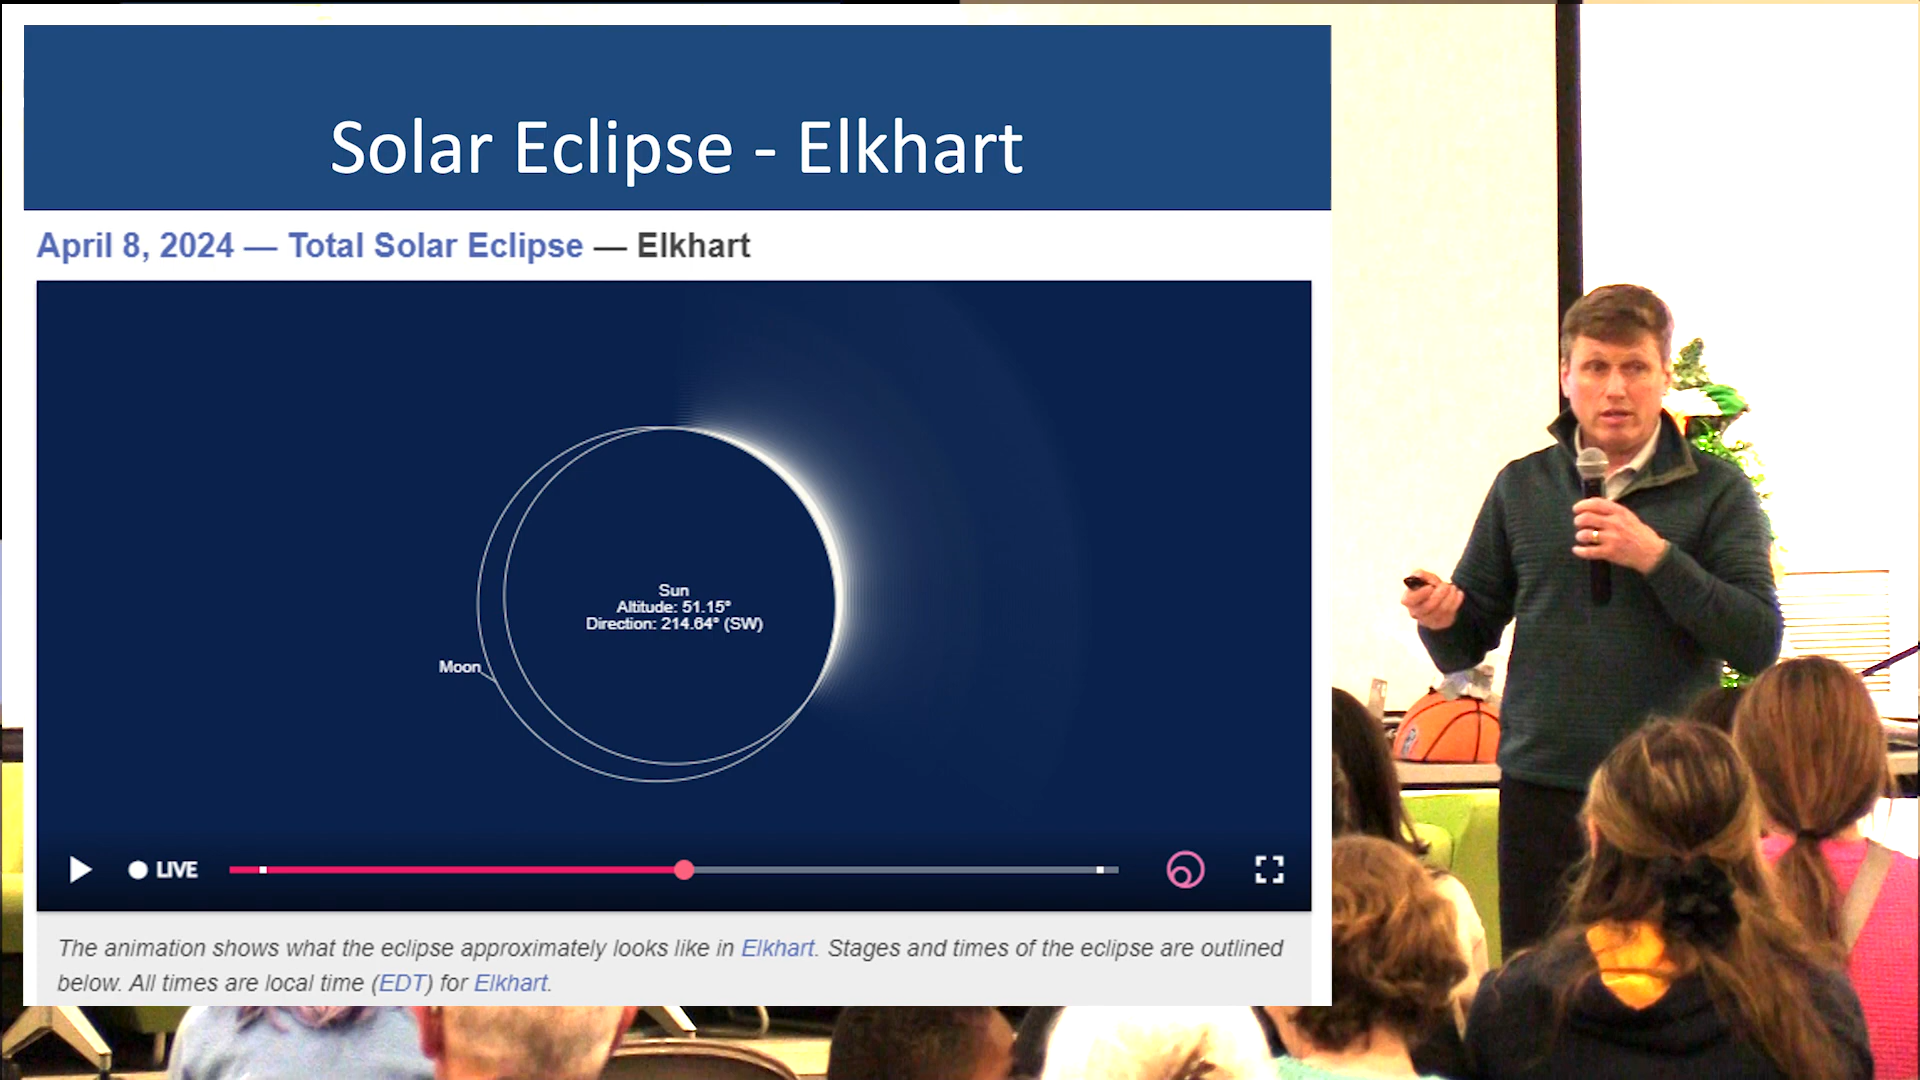 Solar Eclipse - Elkhart
April 8, 2024 — Total Solar Eclipse — Elkhart
Sun
Altitude: 51.15°
Direction: 214.64° (SW)
Moon
LIVE
The animation shows what the eclipse approximately looks like in Elkhart. Stages and times of the eclipse are outlined
below. All times are local time (EDT) for Elkhart.